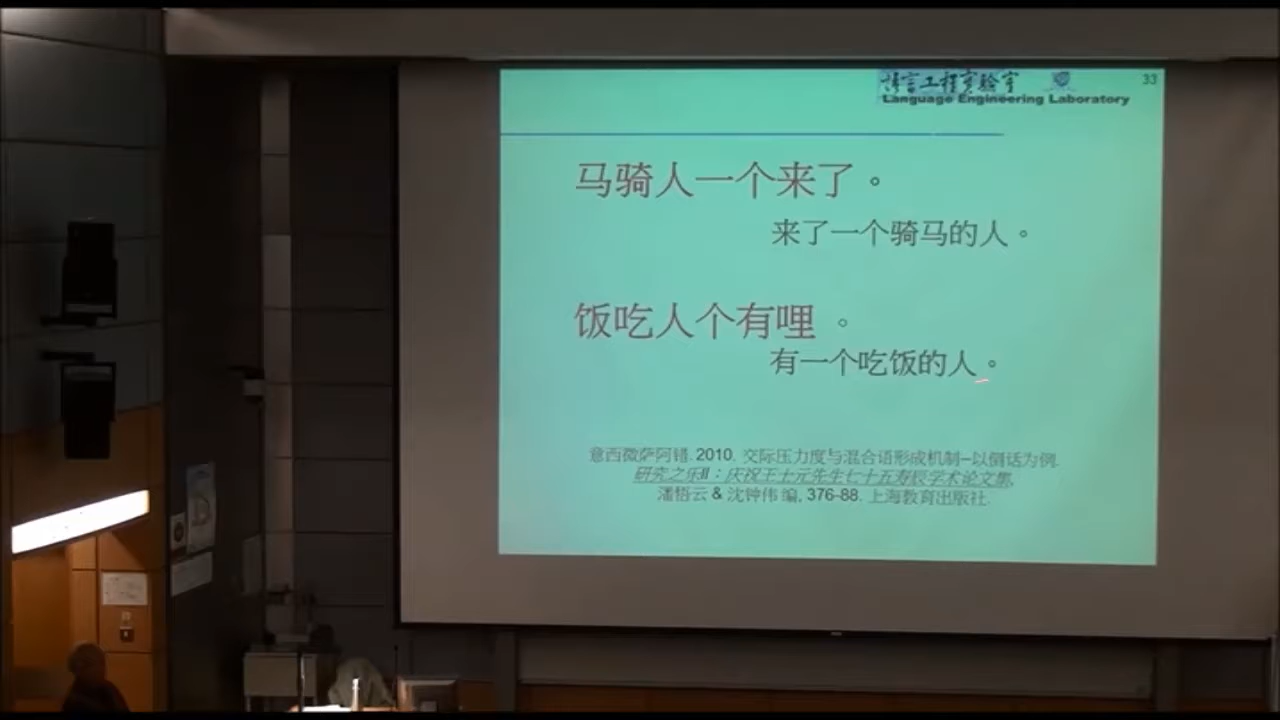 語言工程實驗室
33
Language Engineering Laboratory
马骑人一个来了。
来了一个骑马的人。
饭吃人个有哩 。
有一个吃饭的人。
意西微萨阿错. 2010. 交际压力度与混合语形成机制–以倒话为例.
研究之乐II：庆祝王士元先生七十五寿辰学术论文集,
潘悟云 & 沈钟伟 编, 376-88. 上海教育出版社.